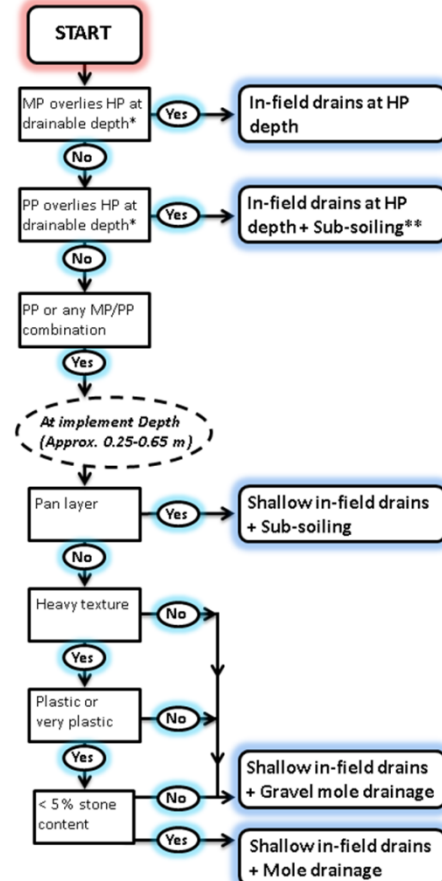 START
MP overlies HP at
drainable depth*
Yes
In-field drains at HP
depth
No
PP overlies HP at
drainable depth*
Yes
In-field drains at HP
depth + Sub-soiling**
No
PP or any MP/PP
combination
Yes
At implement Depth
(Approx. 0.25-0.65 m)
Pan layer
Yes
Shallow in-field drains
+ Sub-soiling
No
Heavy texture
No
Yes
Plastic or
very plastic
No
Yes
< 5% stone
content
No
Shallow in-field drains
+ Gravel mole drainage
Yes
Shallow in-field drains
+ Mole drainage